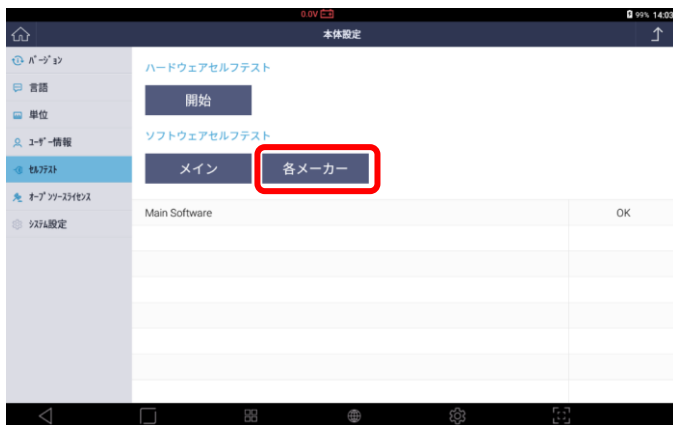 0.0V
99% 14:03
本体設定
ﾊﾞｰｼﾞｮﾝ
言語
単位
ﾕｰｻﾞｰ情報
ｾﾙﾌﾃｽﾄ
ｵｰﾌﾟﾝｿｰｽﾗｲｾﾝｽ
ｼｽﾃﾑ設定
ハードウェアセルフテスト
開始
ソフトウェアセルフテスト
メイン 各メーカー
Main Software OK